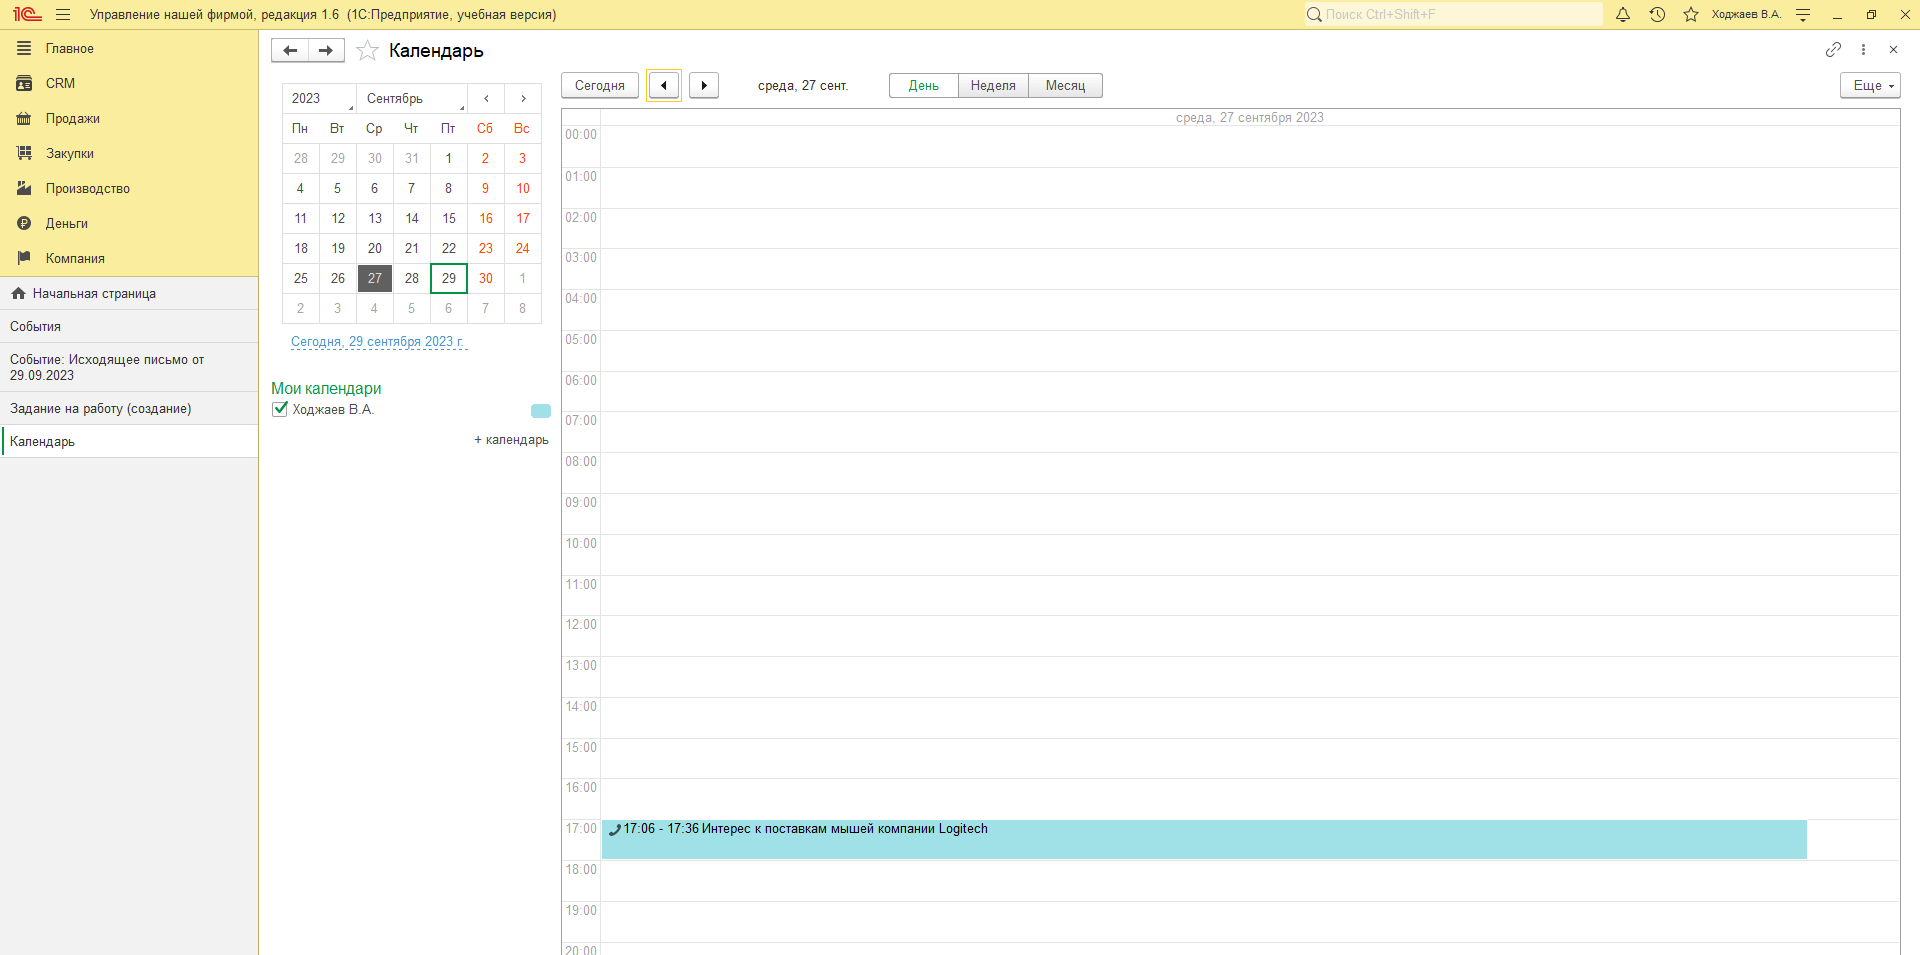 1С Управление нашей фирмой, редакция 1.6 (1С:Предприятие, учебная версия) Поиск Ctrl+Shift+F Ходжаев В.А.
Главное
CRM
Продажи
Закупки
Производство
Деньги
Компания
Начальная страница
События
Событие: Исходящее письмо от
29.09.2023
Задание на работу (создание)
Календарь
Календарь
2023 Сентябрь
Пн Вт Ср Чт Пт Сб Вс
28 29 30 31 1 2 3
4 5 6 7 8 9 10
11 12 13 14 15 16 17
18 19 20 21 22 23 24
25 26 27 28 29 30 1
2 3 4 5 6 7 8
Сегодня, 29 сентября 2023 г.
Мои календари
Ходжаев В.А.
+ календарь
Сегодня среда, 27 сент. День Неделя Месяц Еще
среда, 27 сентября 2023
00:00
01:00
02:00
03:00
04:00
05:00
06:00
07:00
08:00
09:00
10:00
11:00
12:00
13:00
14:00
15:00
16:00
17:00 17:06 - 17:36 Интерес к поставкам мышей компании Logitech
18:00
19:00
20:00